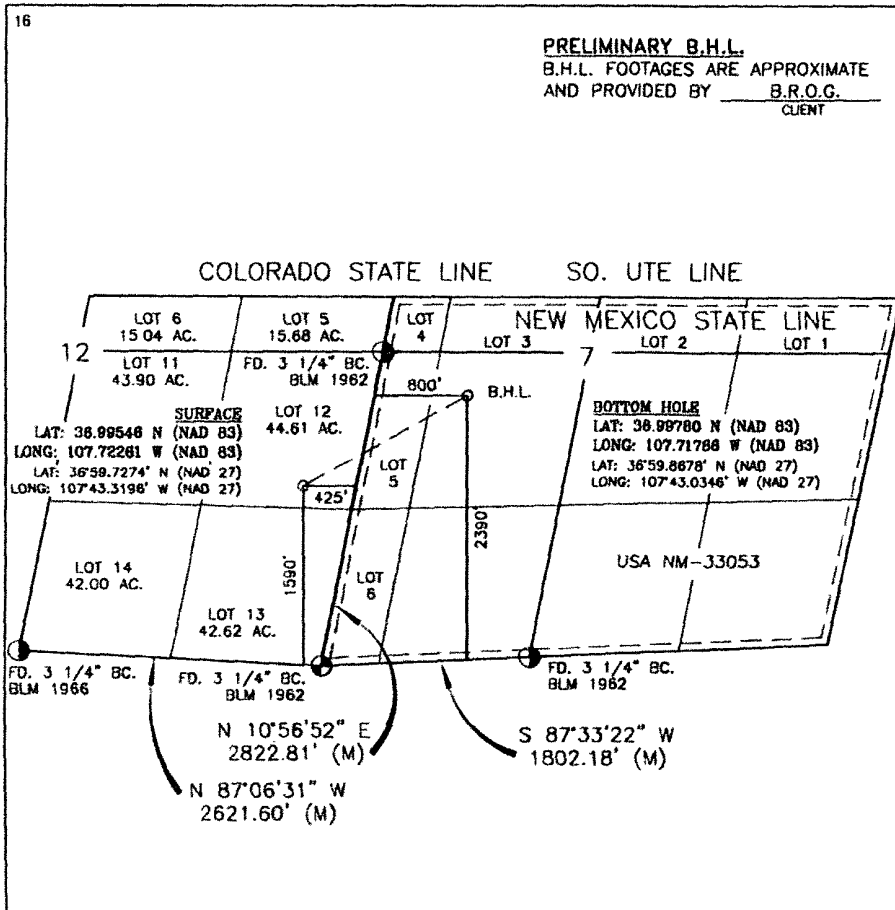 16
PRELIMINARY B.H.L.
B.H.L. FOOTAGES ARE APPROXIMATE
AND PROVIDED BY B.R.O.G.
CLIENT
COLORADO STATE LINE SO. UTE LINE
NEW MEXICO STATE LINE
LOT 6
15 04 AC.
LOT 5
15.68 AC.
LOT
4
LOT 3
LOT 2
LOT 1
12
7
LOT 11
43.90 AC.
FD. 3 1/4" BC.
BLM 1962
800'
B.H.L.
LOT 12
44.61 AC.
SURFACE
LAT: 36.99546 N (NAD 83)
LONG: 107.72261 W (NAD 83)
LAT: 36°59.7274' N (NAD 27)
LONG: 107°43.3196' W (NAD 27)
BOTTOM HOLE
LAT: 36.99780 N (NAD 83)
LONG: 107.71786 W (NAD 83)
LAT: 36°59.8678' N (NAD 27)
LONG: 107°43.0346' W (NAD 27)
LOT
5
425'
1590'
2390'
USA NM-33053
LOT 14
42.00 AC.
LOT
6
LOT 13
42.62 AC.
FD. 3 1/4" BC.
BLM 1966
FD. 3 1/4" BC.
BLM 1962
FD. 3 1/4" BC.
BLM 1962
N 10°56'52" E
2822.81' (M)
S 87°33'22" W
1802.18' (M)
N 87°06'31" W
2621.60' (M)